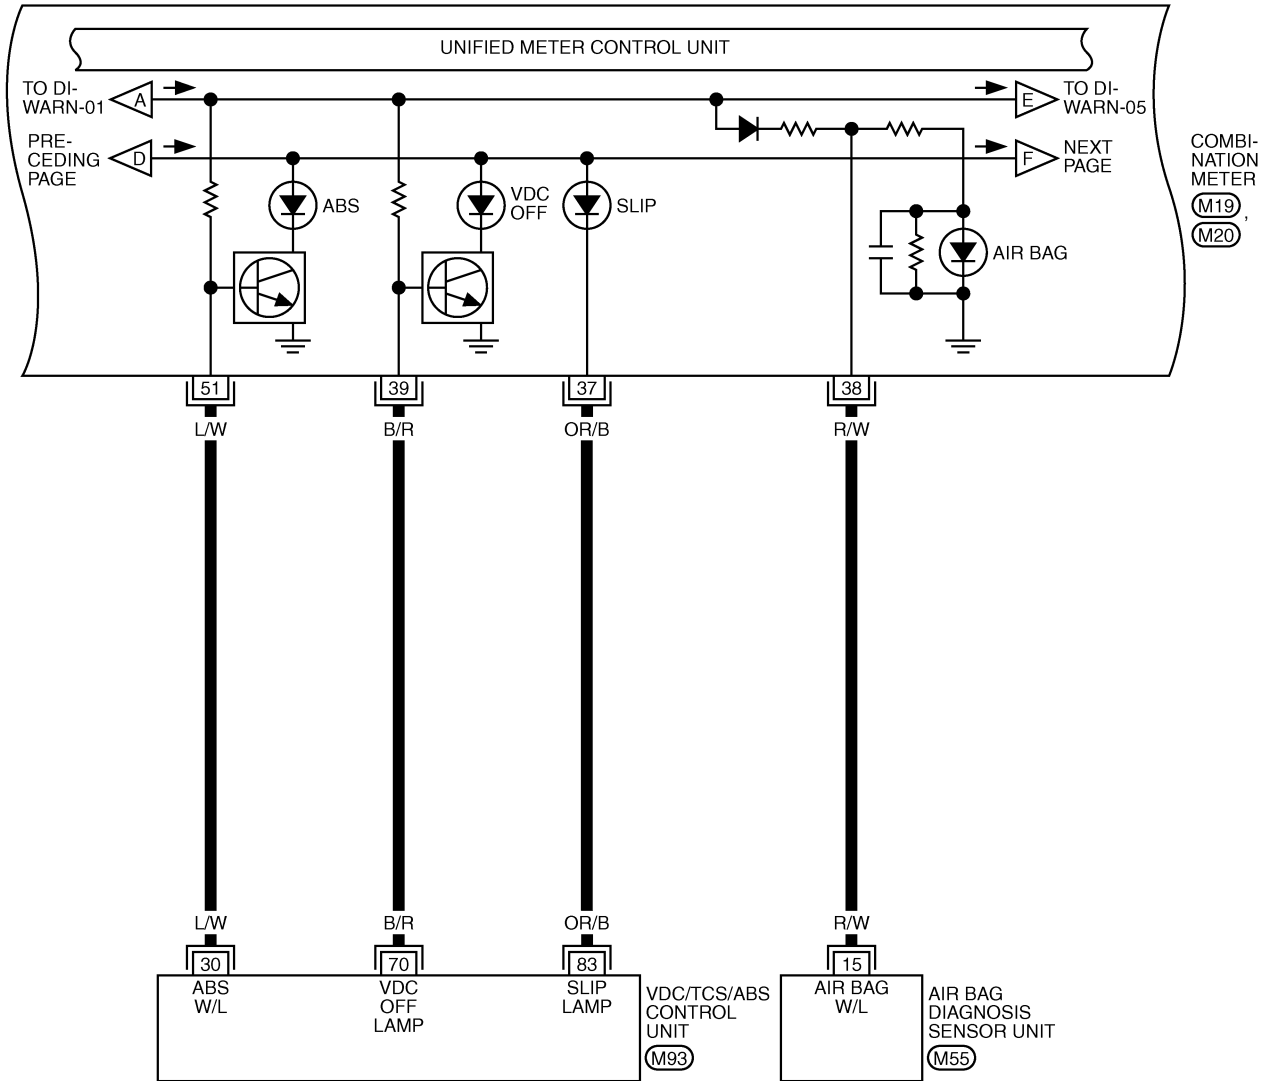 UNIFIED METER CONTROL UNIT
TO DI-
WARN-01
A
E
TO DI-
WARN-05
PRE-
CEDING
PAGE
D
F
NEXT
PAGE
COMBI-
NATION
METER
M19 ,
M20
ABS
VDC
OFF
SLIP
AIR BAG
51
39
37
38
L/W
B/R
OR/B
R/W
L/W
B/R
OR/B
R/W
30
70
83
15
ABS
W/L
VDC
OFF
LAMP
SLIP
LAMP
VDC/TCS/ABS
CONTROL
UNIT
M93
AIR BAG
W/L
AIR BAG
DIAGNOSIS
SENSOR UNIT
M55